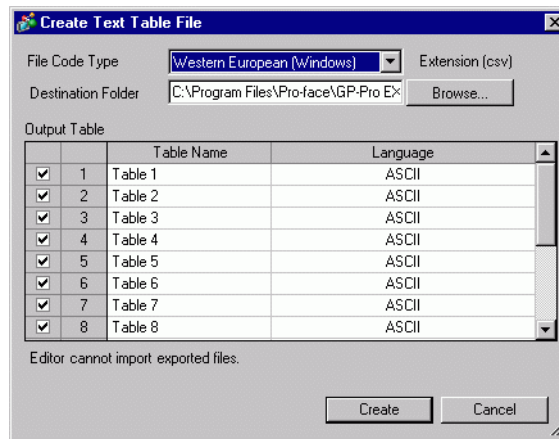 Create Text Table File
File Code Type Western European (Windows) Extension (csv)
Destination Folder C:\Program Files\Pro-face\GP-Pro EX Browse...
Output Table
Table Name Language
1 Table 1 ASCII
2 Table 2 ASCII
3 Table 3 ASCII
4 Table 4 ASCII
5 Table 5 ASCII
6 Table 6 ASCII
7 Table 7 ASCII
8 Table 8 ASCII
Editor cannot import exported files.
Create Cancel